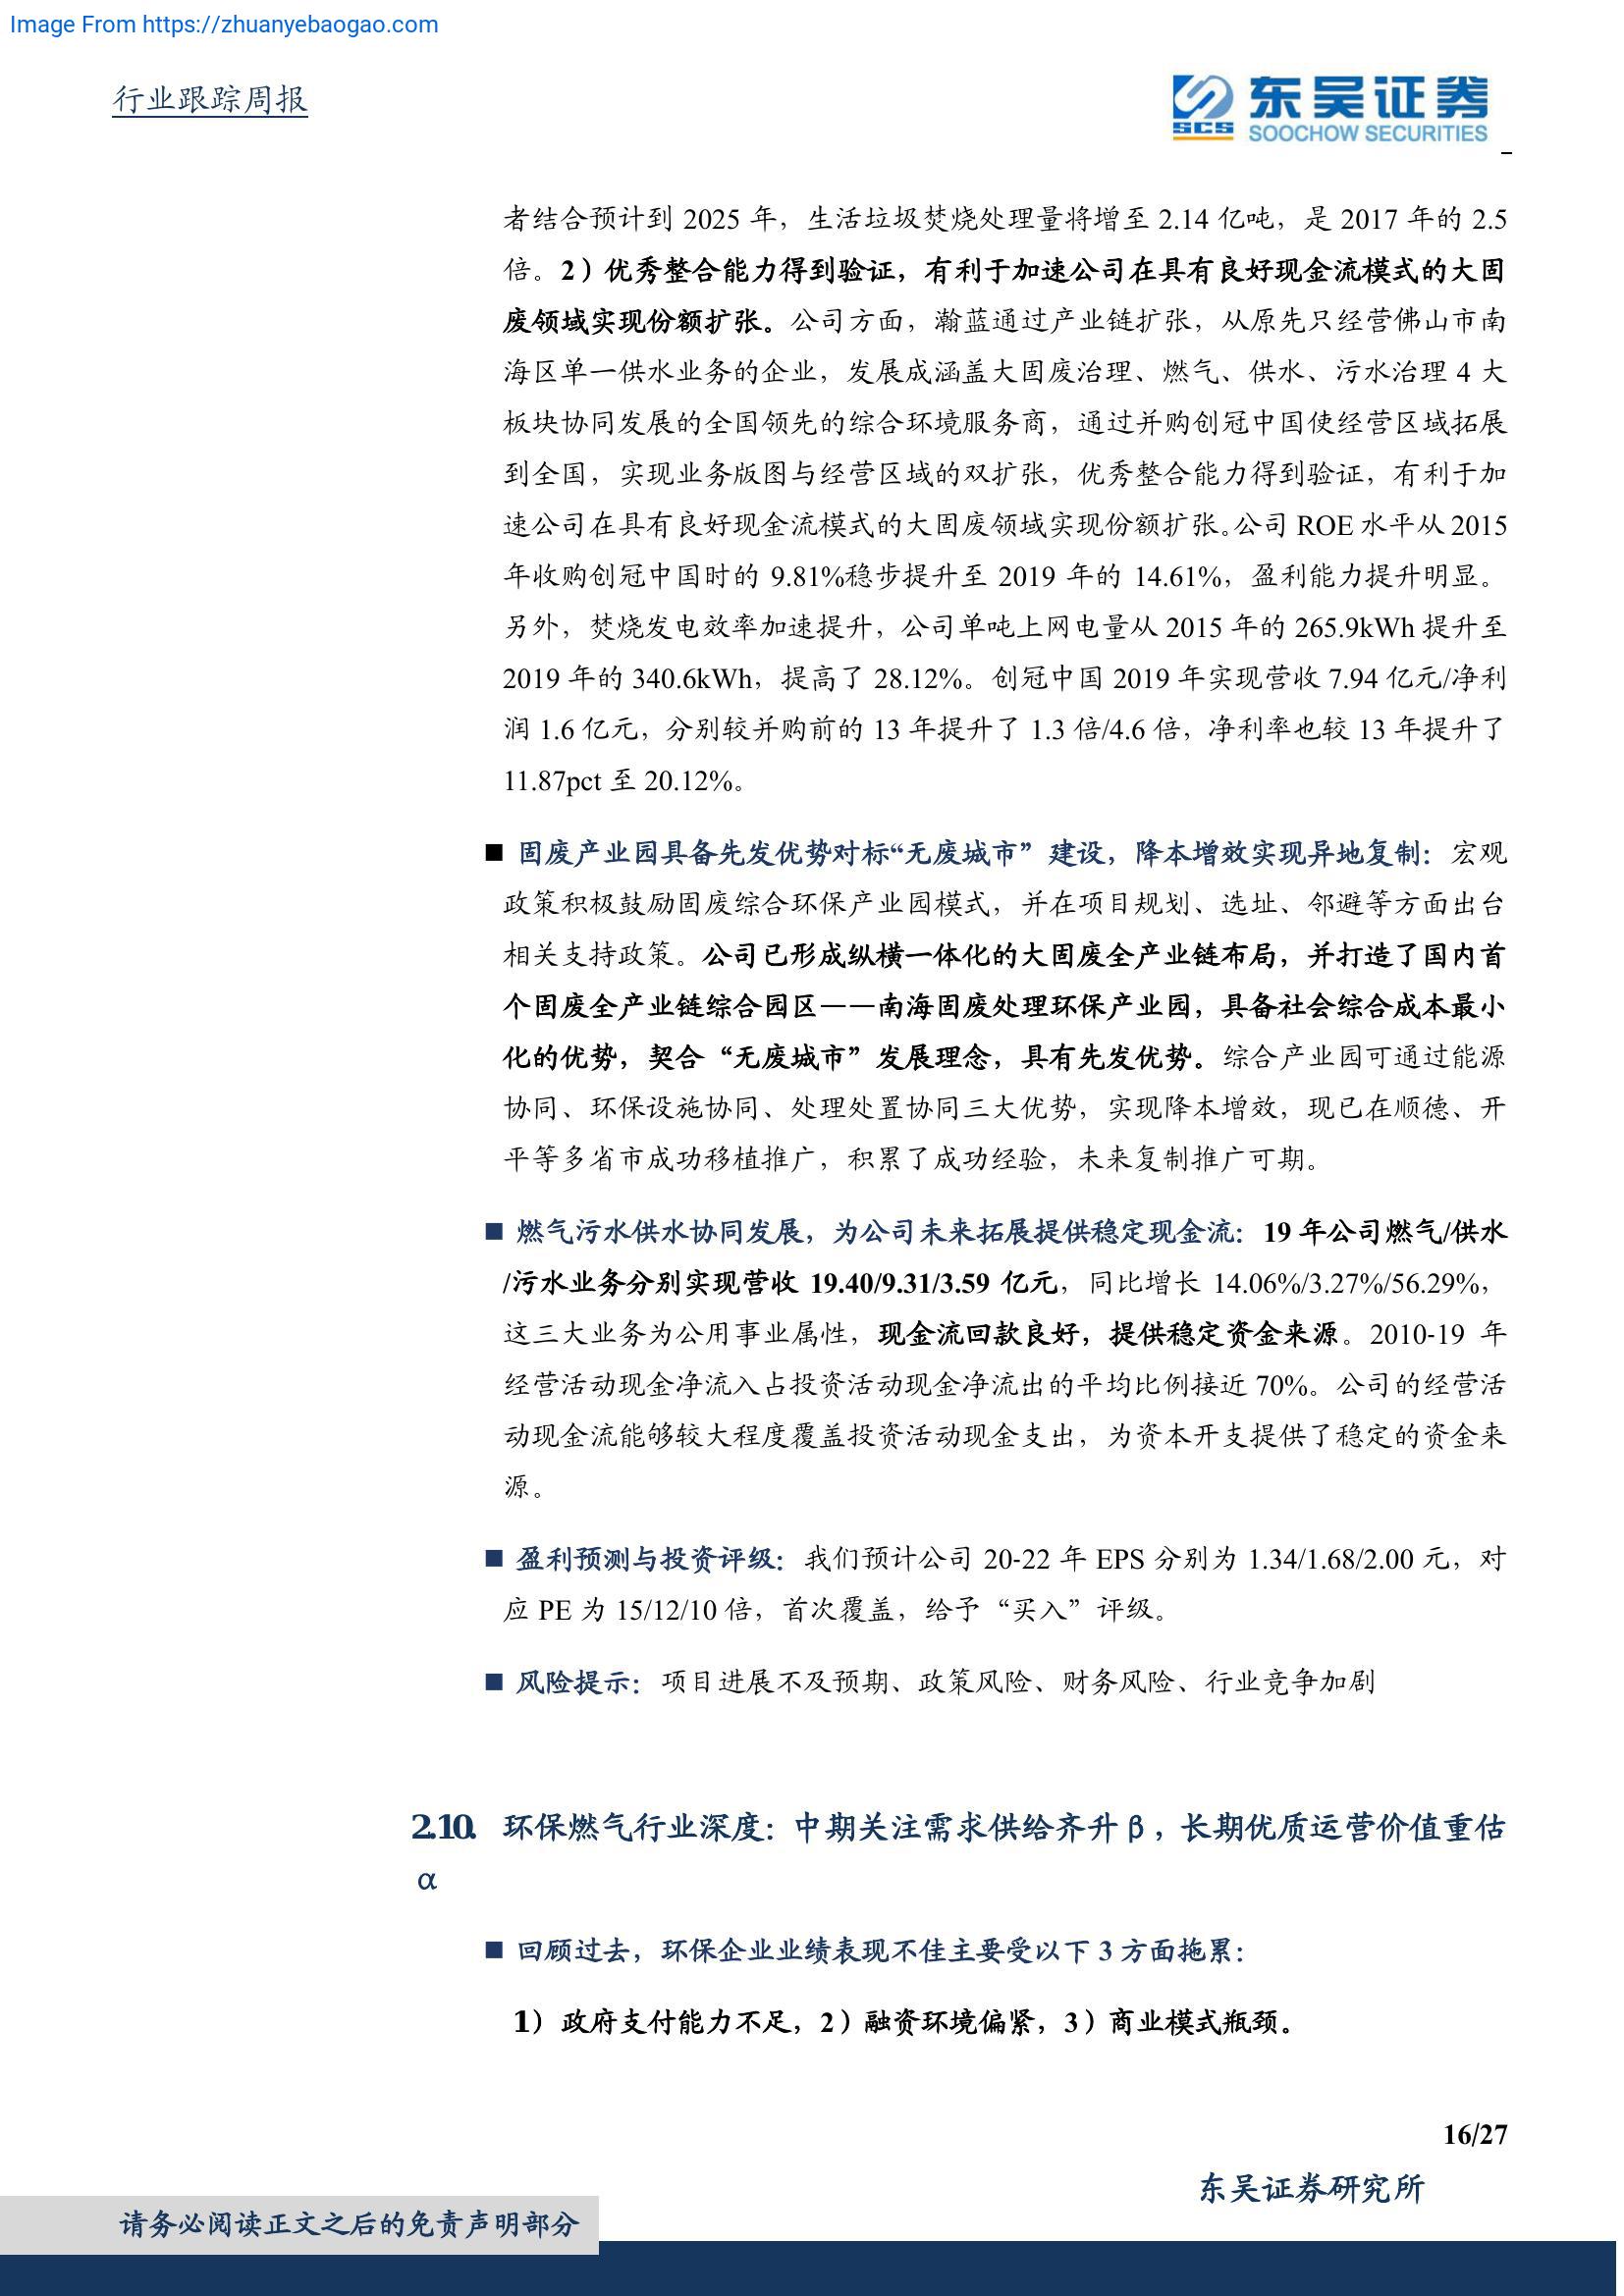 Image From https://zhuanyebaogao.com
行业跟踪周报
SCS 东吴证券
SOOCHOW SECURITIES
者结合预计到 2025 年，生活垃圾焚烧处理量将增至 2.14 亿吨，是 2017 年的 2.5
倍。2）优秀整合能力得到验证，有利于加速公司在具有良好现金流模式的大固
废领域实现份额扩张。公司方面，瀚蓝通过产业链扩张，从原先只经营佛山市南
海区单一供水业务的企业，发展成涵盖大固废治理、燃气、供水、污水治理 4 大
板块协同发展的全国领先的综合环境服务商，通过并购创冠中国使经营区域拓展
到全国，实现业务版图与经营区域的双扩张，优秀整合能力得到验证，有利于加
速公司在具有良好现金流模式的大固废领域实现份额扩张。公司 ROE 水平从 2015
年收购创冠中国时的 9.81%稳步提升至 2019 年的 14.61%，盈利能力提升明显。
另外，焚烧发电效率加速提升，公司单吨上网电量从 2015 年的 265.9kWh 提升至
2019 年的 340.6kWh，提高了 28.12%。创冠中国 2019 年实现营收 7.94 亿元/净利
润 1.6 亿元，分别较并购前的 13 年提升了 1.3 倍/4.6 倍，净利率也较 13 年提升了
11.87pct 至 20.12%。
■ 固废产业园具备先发优势对标“无废城市”建设，降本增效实现异地复制：宏观
政策积极鼓励固废综合环保产业园模式，并在项目规划、选址、邻避等方面出台
相关支持政策。公司已形成纵横一体化的大固废全产业链布局，并打造了国内首
个固废全产业链综合园区——南海固废处理环保产业园，具备社会综合成本最小
化的优势，契合“无废城市”发展理念，具有先发优势。综合产业园可通过能源
协同、环保设施协同、处理处置协同三大优势，实现降本增效，现已在顺德、开
平等多省市成功移植推广，积累了成功经验，未来复制推广可期。
■ 燃气污水供水协同发展，为公司未来拓展提供稳定现金流：19 年公司燃气/供水
/污水业务分别实现营收 19.40/9.31/3.59 亿元，同比增长 14.06%/3.27%/56.29%，
这三大业务为公用事业属性，现金流回款良好，提供稳定资金来源。2010-19 年
经营活动现金净流入占投资活动现金净流出的平均比例接近 70%。公司的经营活
动现金流能够较大程度覆盖投资活动现金支出，为资本开支提供了稳定的资金来
源。
■ 盈利预测与投资评级：我们预计公司 20-22 年 EPS 分别为 1.34/1.68/2.00 元，对
应 PE 为 15/12/10 倍，首次覆盖，给予“买入”评级。
■ 风险提示：项目进展不及预期、政策风险、财务风险、行业竞争加剧
2.10. 环保燃气行业深度：中期关注需求供给齐升β，长期优质运营价值重估
α
■ 回顾过去，环保企业业绩表现不佳主要受以下 3 方面拖累：
1）政府支付能力不足，2）融资环境偏紧，3）商业模式瓶颈。
16/27
东吴证券研究所
请务必阅读正文之后的免责声明部分